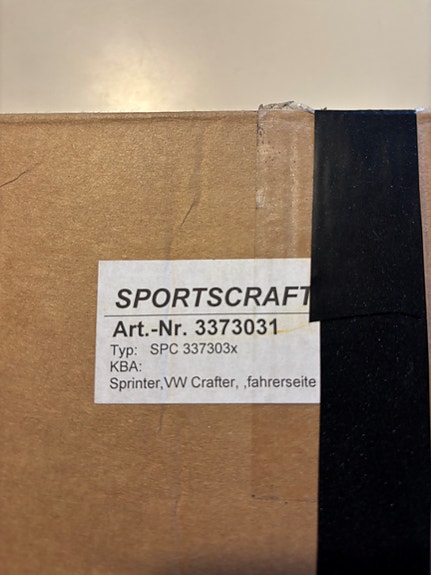 SPORTSCRAFT
Art.-Nr. 3373031
Typ: SPC 337303x
KBA:
Sprinter,VW Crafter, ,fahrerseite